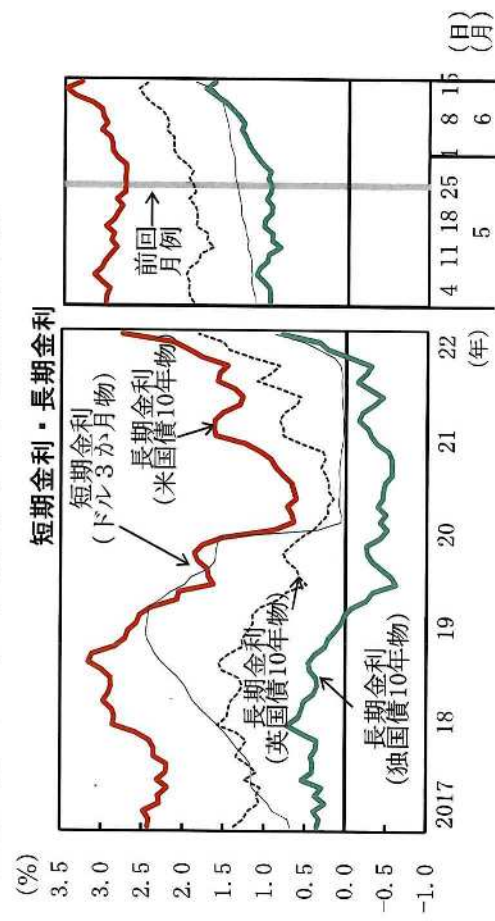 短期金利・長期金利
(%)
3.5
3.0
2.5
2.0
1.5
1.0
0.5
0.0
-0.5
-1.0
短期金利
(ドル3か月物)
長期金利
(米国債10年物)
長期金利
(英国債10年物)
長期金利
(独国債10年物)
2017 18 19 20 21 22
(年)
前回
月例
4 11 18 25 1 8 15 (日)
5 6 (月)